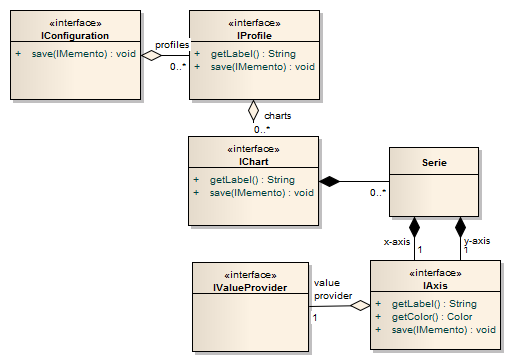 «interface»
IConfiguration
+ save(IMemento) : void
profiles
0..*
«interface»
IProfile
+ getLabel() : String
+ save(IMemento) : void
charts
0..*
«interface»
IChart
+ getLabel() : String
+ save(IMemento) : void
0..*
Serie
x-axis
1
y-axis
1
«interface»
IValueProvider
value
provider
1
«interface»
IAxis
+ getLabel() : String
+ getColor() : Color
+ save(IMemento) : void